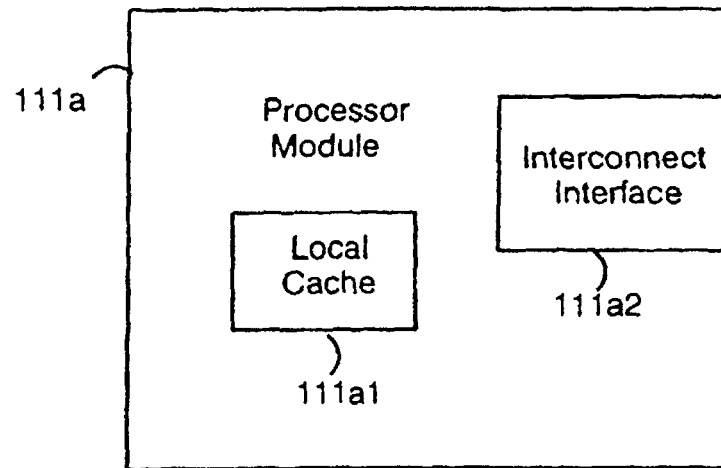 111a
Processor
Module
Interconnect
Interface
Local
Cache
111a2
111a1